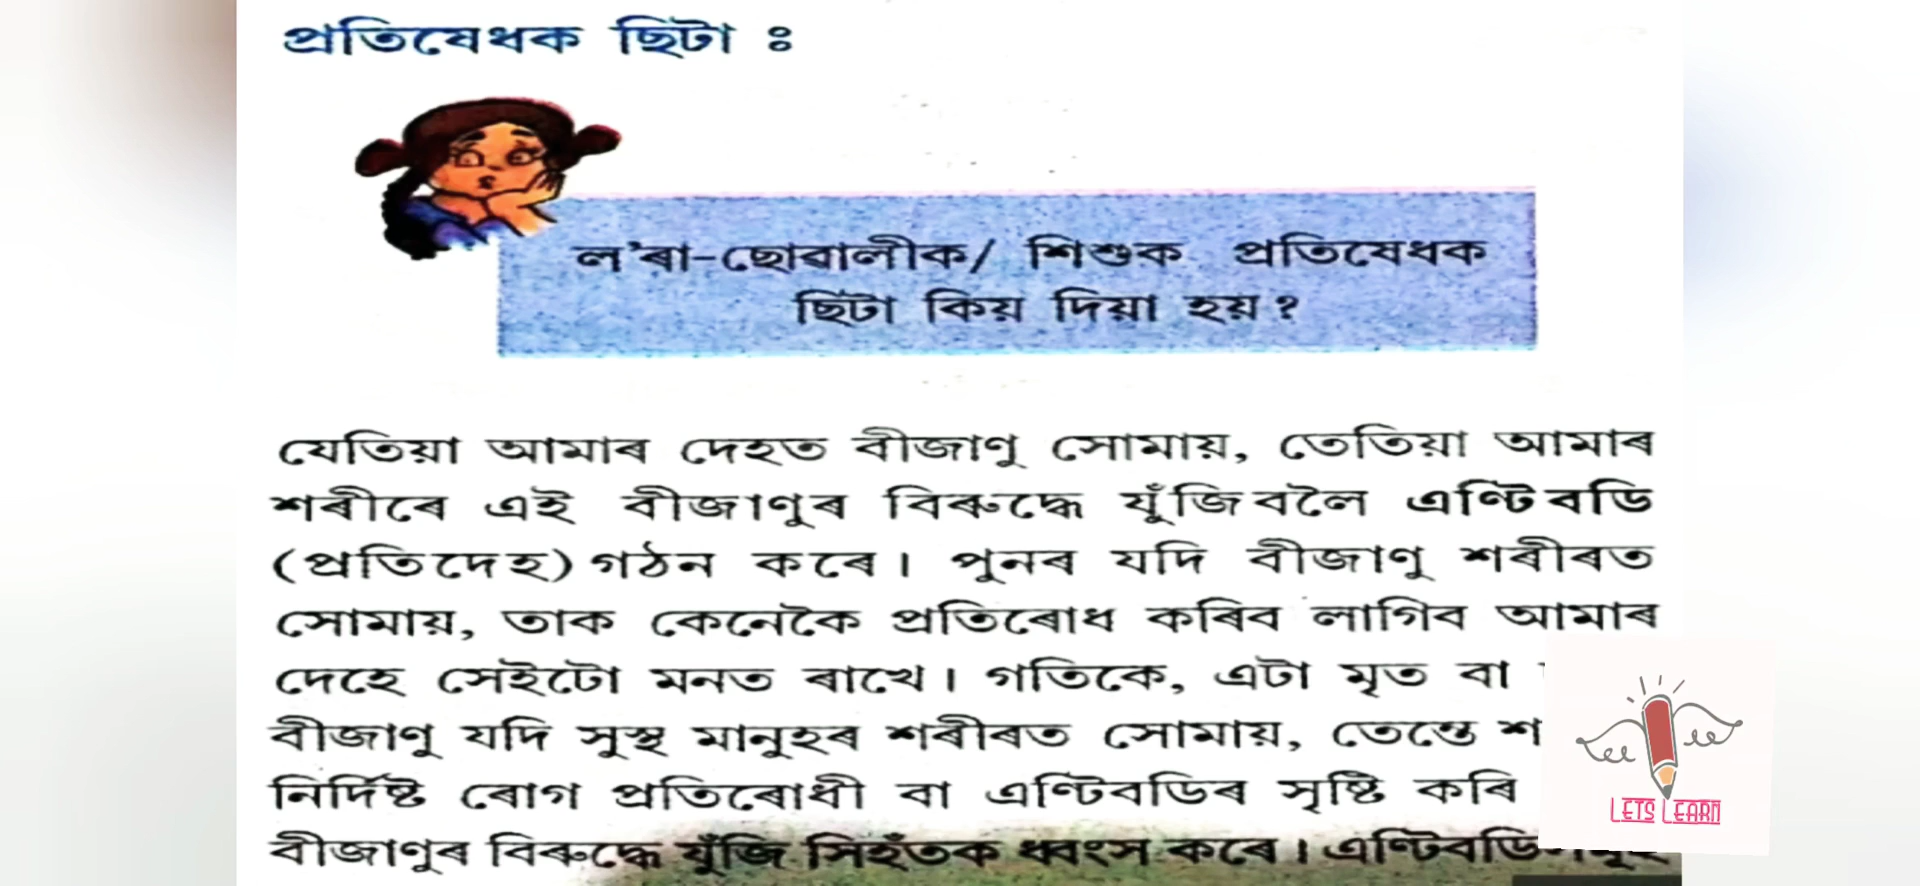 প্ৰতিষেধক ছিটা :
ল'ৰা-ছোৱালীক/ শিশুক প্ৰতিষেধক
ছিটা কিয় দিয়া হয়?
যেতিয়া আমাৰ দেহত বীজাণু সোমায়, তেতিয়া আমাৰ
শৰীৰে এই বীজাণুৰ বিৰুদ্ধে যুঁজিবলৈ এণ্টিবডি
(প্ৰতিদেহ) গঠন কৰে। পুনৰ যদি বীজাণু শৰীৰত
সোমায়, তাক কেনেকৈ প্ৰতিৰোধ কৰিব লাগিব আমাৰ
দেহে সেইটো মনত ৰাখে। গতিকে, এটা মৃত বা
বীজাণু যদি সুস্থ মানুহৰ শৰীৰত সোমায়, তেন্তে
নিৰ্দিষ্ট ৰোগ প্ৰতিৰোধী বা এণ্টিবডিৰ সৃষ্টি কৰি
বীজাণুৰ বিৰুদ্ধে যুঁজি সিহঁতক ধ্বংস কৰে।
LETS LEARN